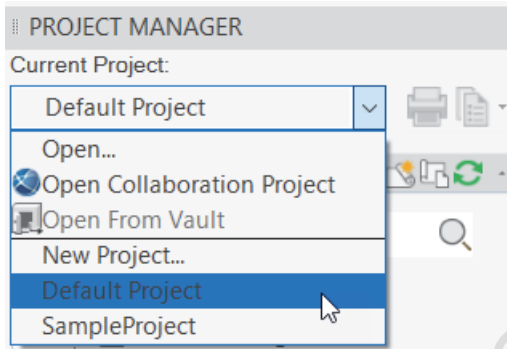 PROJECT MANAGER
Current Project:
Default Project
Open...
Open Collaboration Project
Open From Vault
New Project...
Default Project
SampleProject